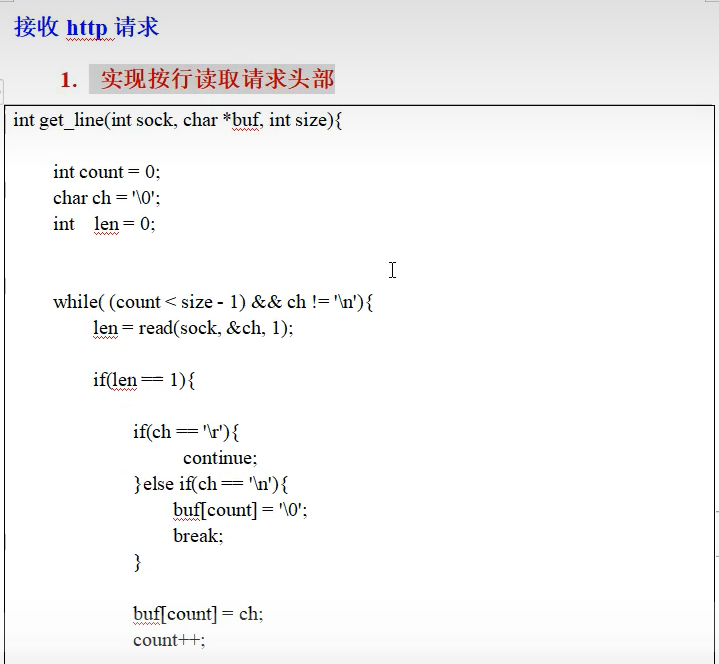 接收 http 请求
1. 实现按行读取请求头部
int get_line(int sock, char *buf, int size){
int count = 0;
char ch = '\0';
int len = 0;
while( (count < size - 1) && ch != '\n'){
len = read(sock, &ch, 1);
if(len == 1){
if(ch == '\r'){
continue;
}else if(ch == '\n'){
buf[count] = '\0';
break;
}
buf[count] = ch;
count++;